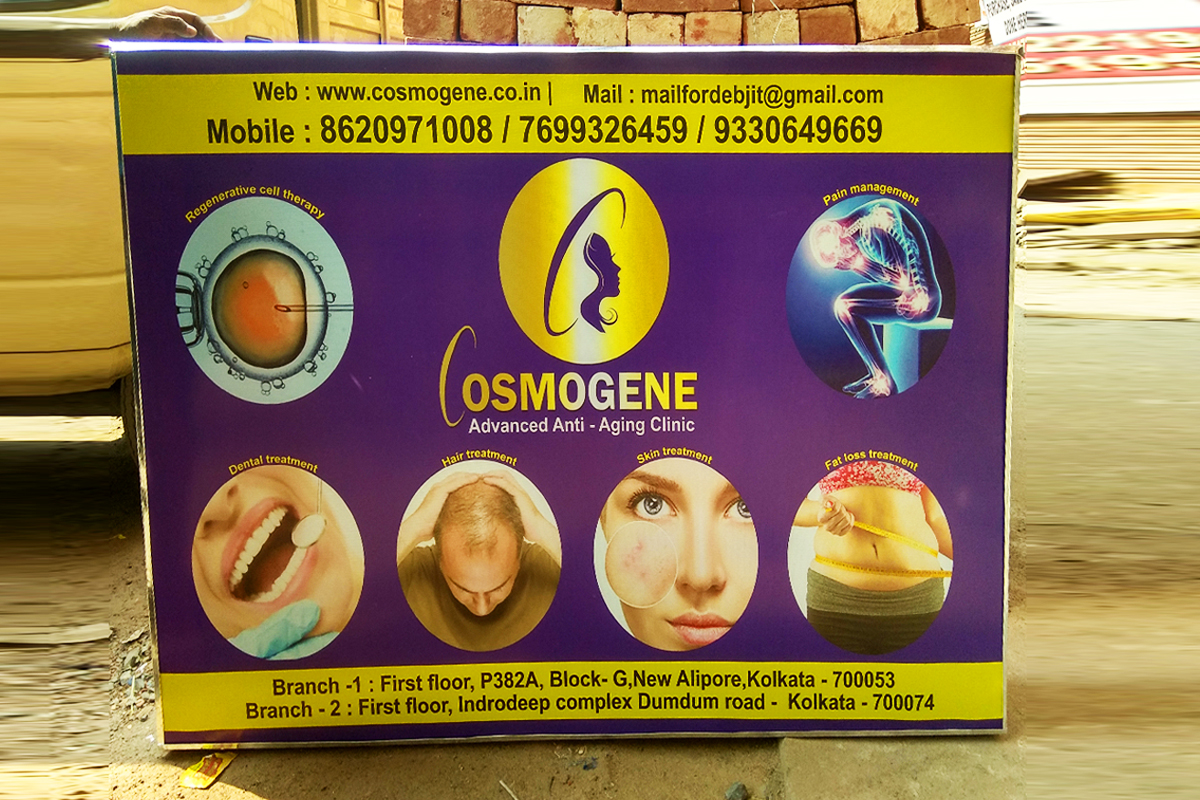 Web : www.cosmogene.co.in | Mail : mailfordebjit@gmail.com
Mobile : 8620971008 / 7699326459 / 9330649669
Regenerative cell therapy
Pain management
COSMOGENE
Advanced Anti - Aging Clinic
Dental treatment
Hair treatment
Skin treatment
Fat loss treatment
Branch -1 : First floor, P382A, Block- G,New Alipore,Kolkata - 700053
Branch - 2 : First floor, Indrodeep complex Dumdum road - Kolkata - 700074